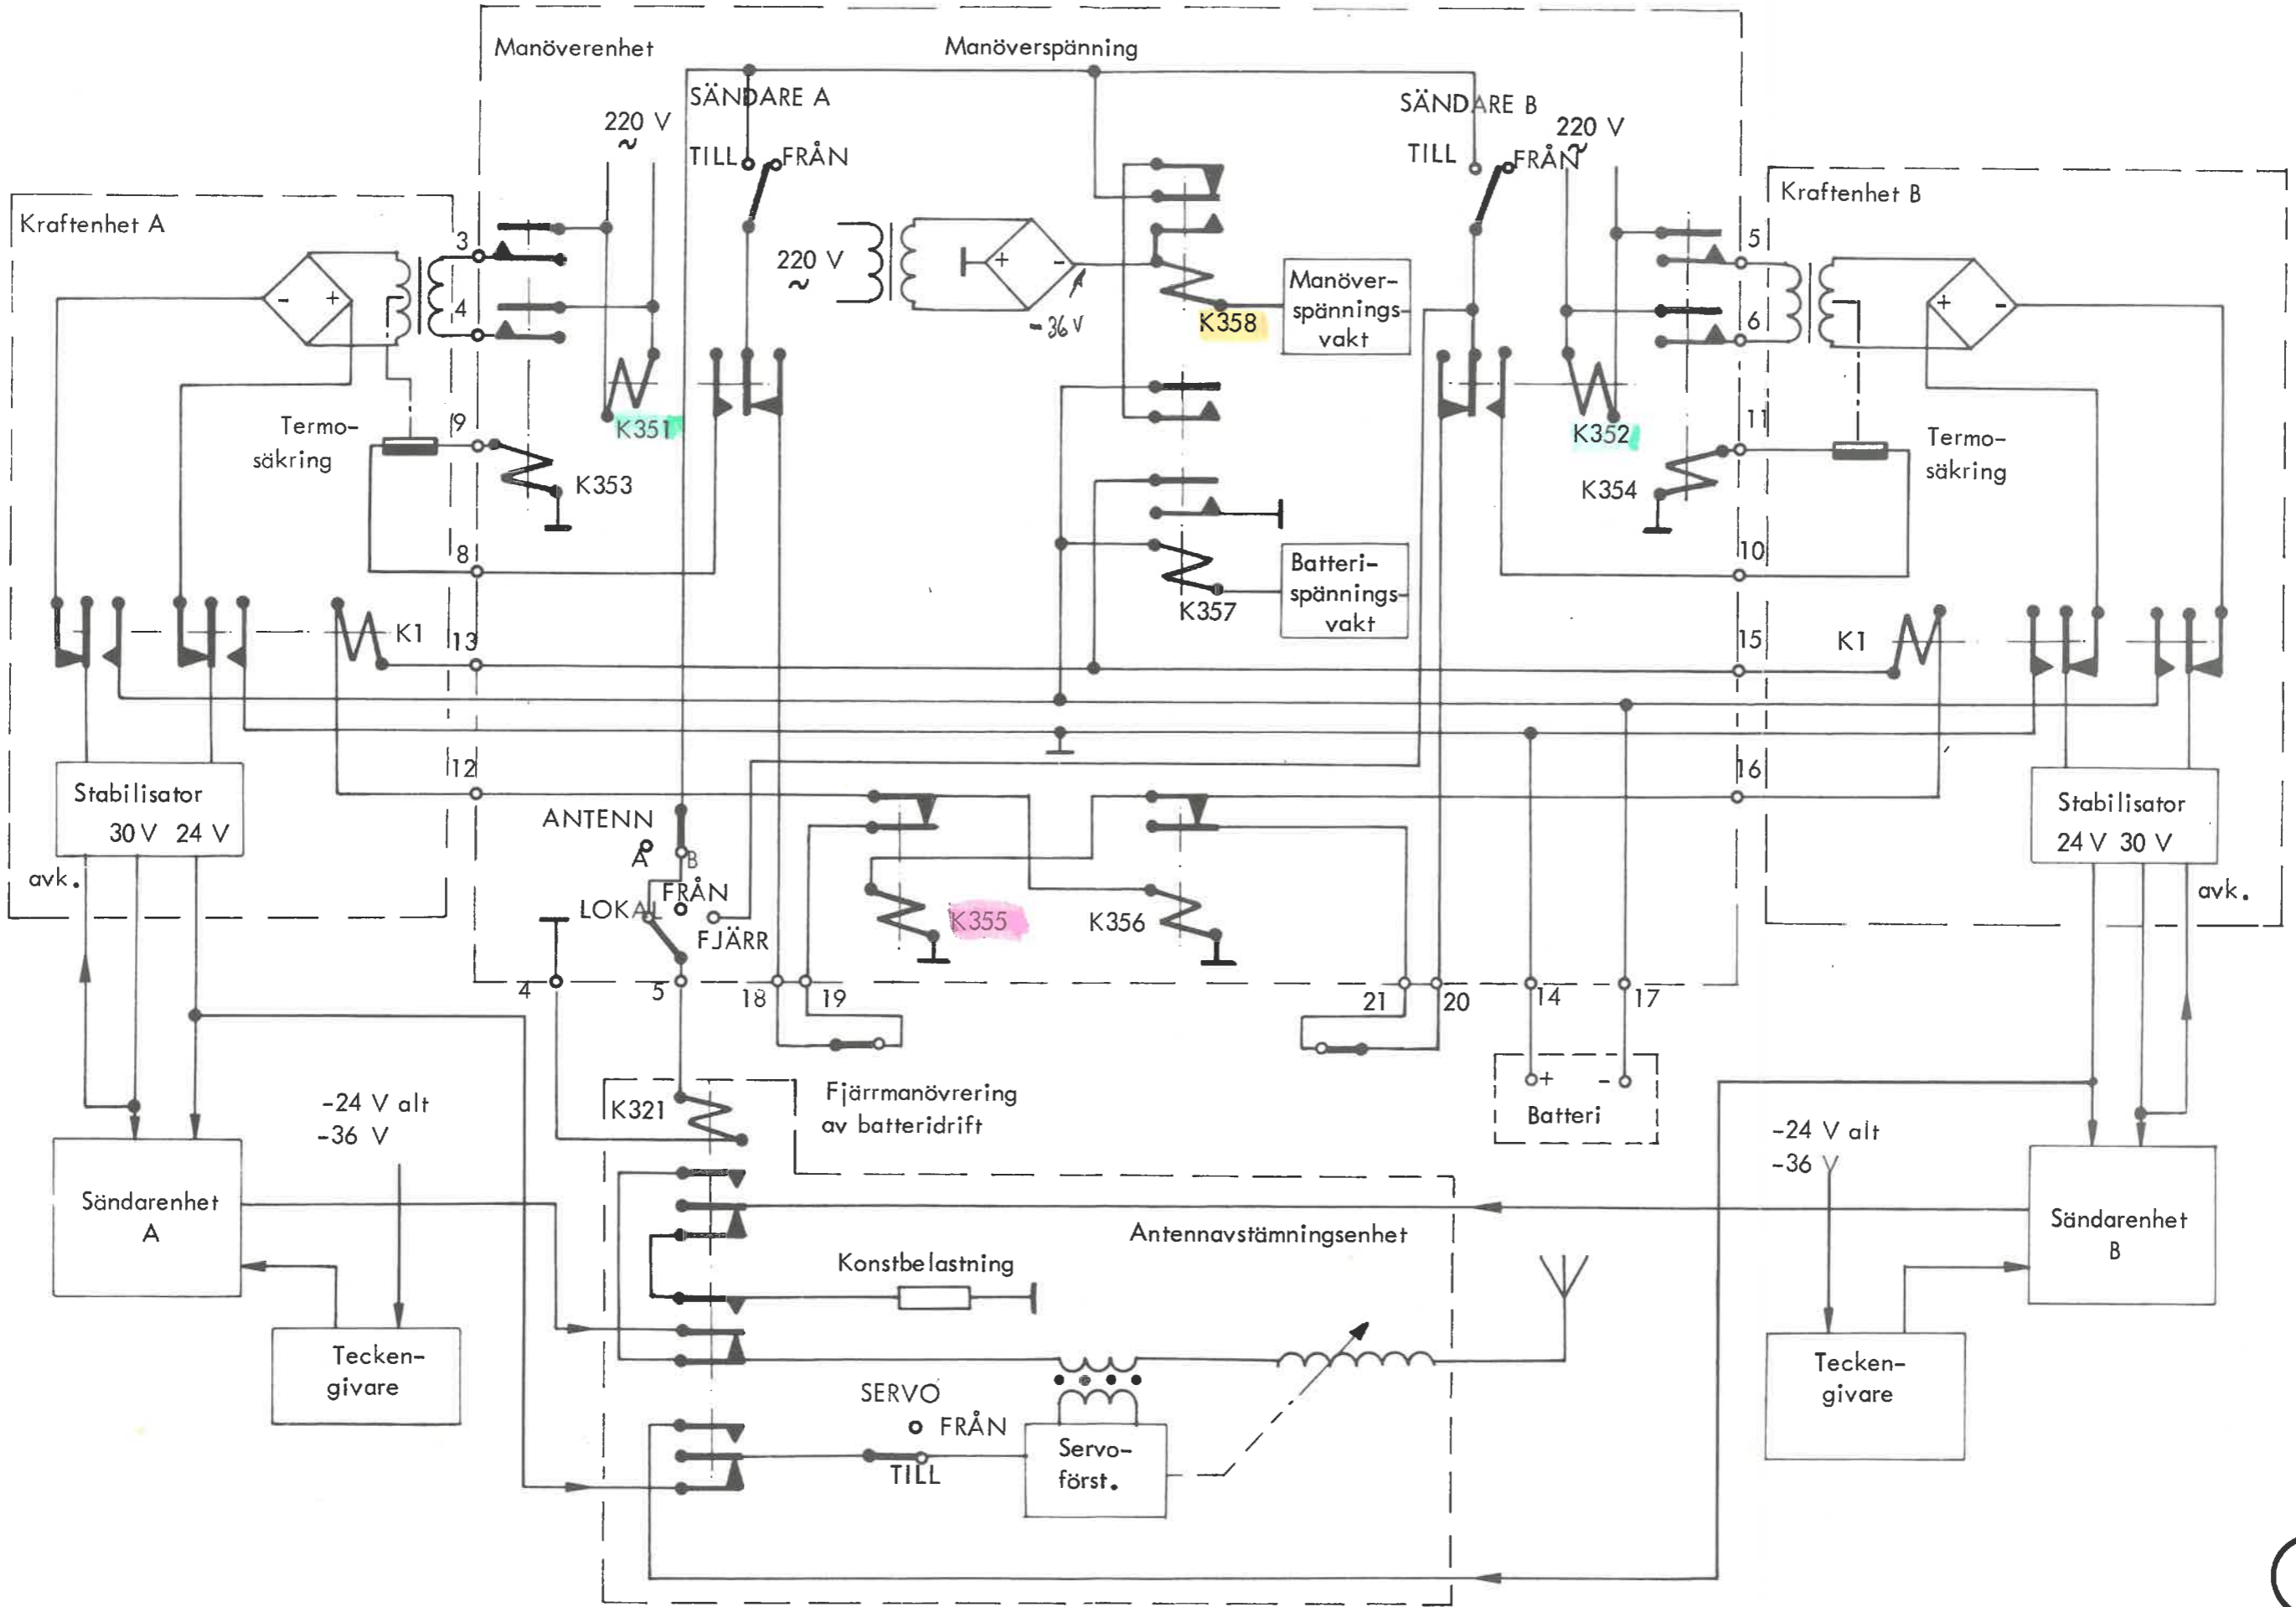 Manöverenhet
Manöverspänning
SÄNDARE A
SÄNDARE B
220 V
~
220 V
~
TILL
FRÅN
TILL
FRÅN
Kraftenhet A
Kraftenhet B
3
4
- +
220 V
~
+ -
-36 V
K358
Manöver-
spännings-
vakt
5
6
+ -
K351
K352
Termo-
säkring
9
K353
11
K354
Termo-
säkring
8
10
Batteri-
spännings-
vakt
K357
K1
13
15
K1
12
16
Stabilisator
30 V 24 V
avk.
Stabilisator
24 V 30 V
avk.
ANTENN
A
B
FRÅN
LOKAL
FJÄRR
K355
K356
4
5
18
19
21
20
14
17
K321
Fjärrmanövrering
av batteridrift
+ -
Batteri
-24 V alt
-36 V
-24 V alt
-36 V
Sändarenhet
A
Sändarenhet
B
Antennavstämningsenhet
Konstbelastning
Tecken-
givare
Tecken-
givare
SERVO
FRÅN
TILL
Servo-
först.